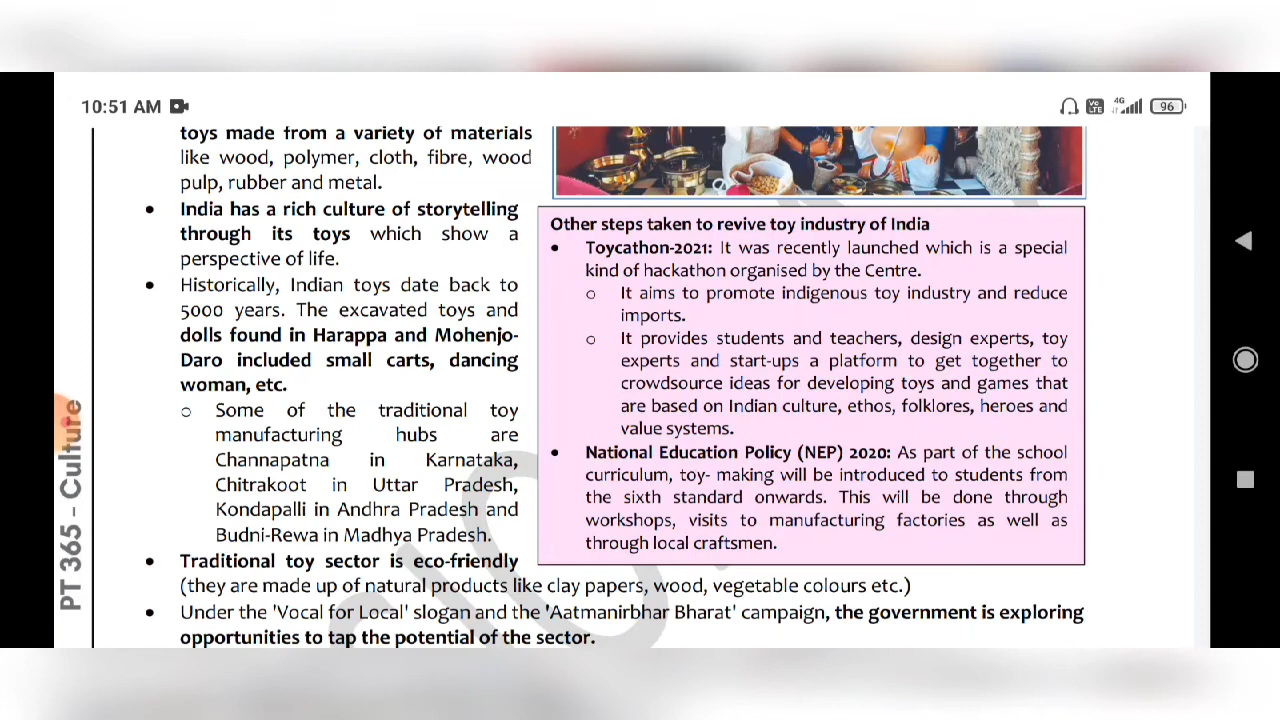 10:51 AM
4G
Vo
LTE
96
toys made from a variety of materials
like wood, polymer, cloth, fibre, wood
pulp, rubber and metal.
• India has a rich culture of storytelling
through its toys which show a
perspective of life.
• Historically, Indian toys date back to
5000 years. The excavated toys and
dolls found in Harappa and Mohenjo-
Daro included small carts, dancing
woman, etc.
o Some of the traditional toy
manufacturing hubs are
Channapatna in Karnataka,
Chitrakoot in Uttar Pradesh,
Kondapalli in Andhra Pradesh and
Budni-Rewa in Madhya Pradesh.
Other steps taken to revive toy industry of India
• Toycathon-2021: It was recently launched which is a special
kind of hackathon organised by the Centre.
o It aims to promote indigenous toy industry and reduce
imports.
o It provides students and teachers, design experts, toy
experts and start-ups a platform to get together to
crowdsource ideas for developing toys and games that
are based on Indian culture, ethos, folklores, heroes and
value systems.
• National Education Policy (NEP) 2020: As part of the school
curriculum, toy- making will be introduced to students from
the sixth standard onwards. This will be done through
workshops, visits to manufacturing factories as well as
through local craftsmen.
• Traditional toy sector is eco-friendly
(they are made up of natural products like clay papers, wood, vegetable colours etc.)
• Under the 'Vocal for Local' slogan and the 'Aatmanirbhar Bharat' campaign, the government is exploring
opportunities to tap the potential of the sector.
PT 365 - Culture